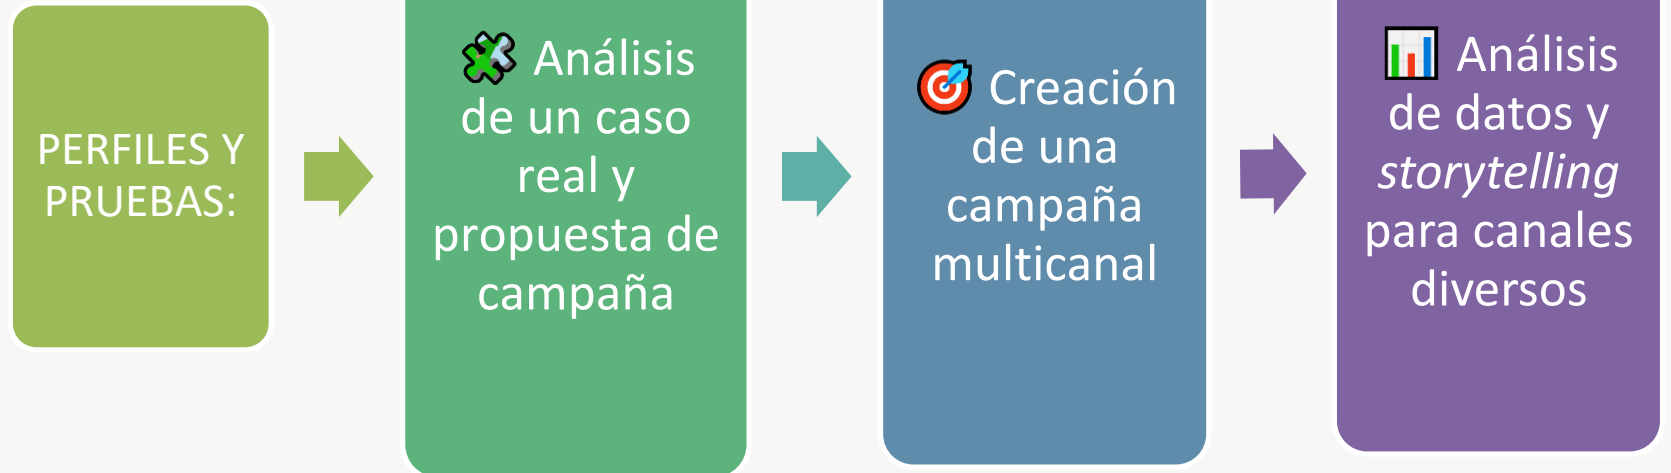 PERFILES Y
PRUEBAS:
Análisis
de un caso
real y
propuesta de
campaña
Creación
de una
campaña
multicanal
Análisis
de datos y
storytelling
para canales
diversos